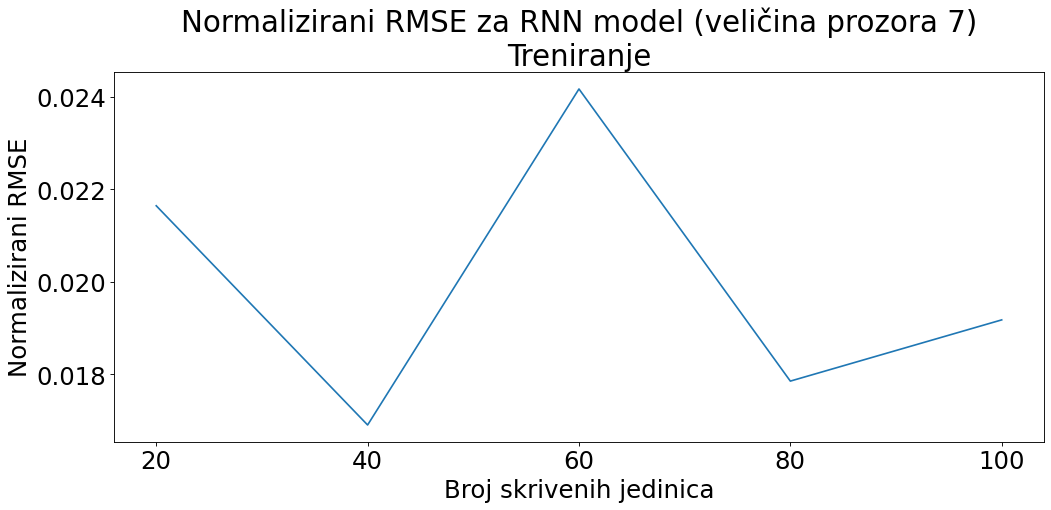 Normalizirani RMSE za RNN model (veličina prozora 7)
Treniranje
Normalizirani RMSE
0.024
0.022
0.020
0.018
20 40 60 80 100
Broj skrivenih jedinica